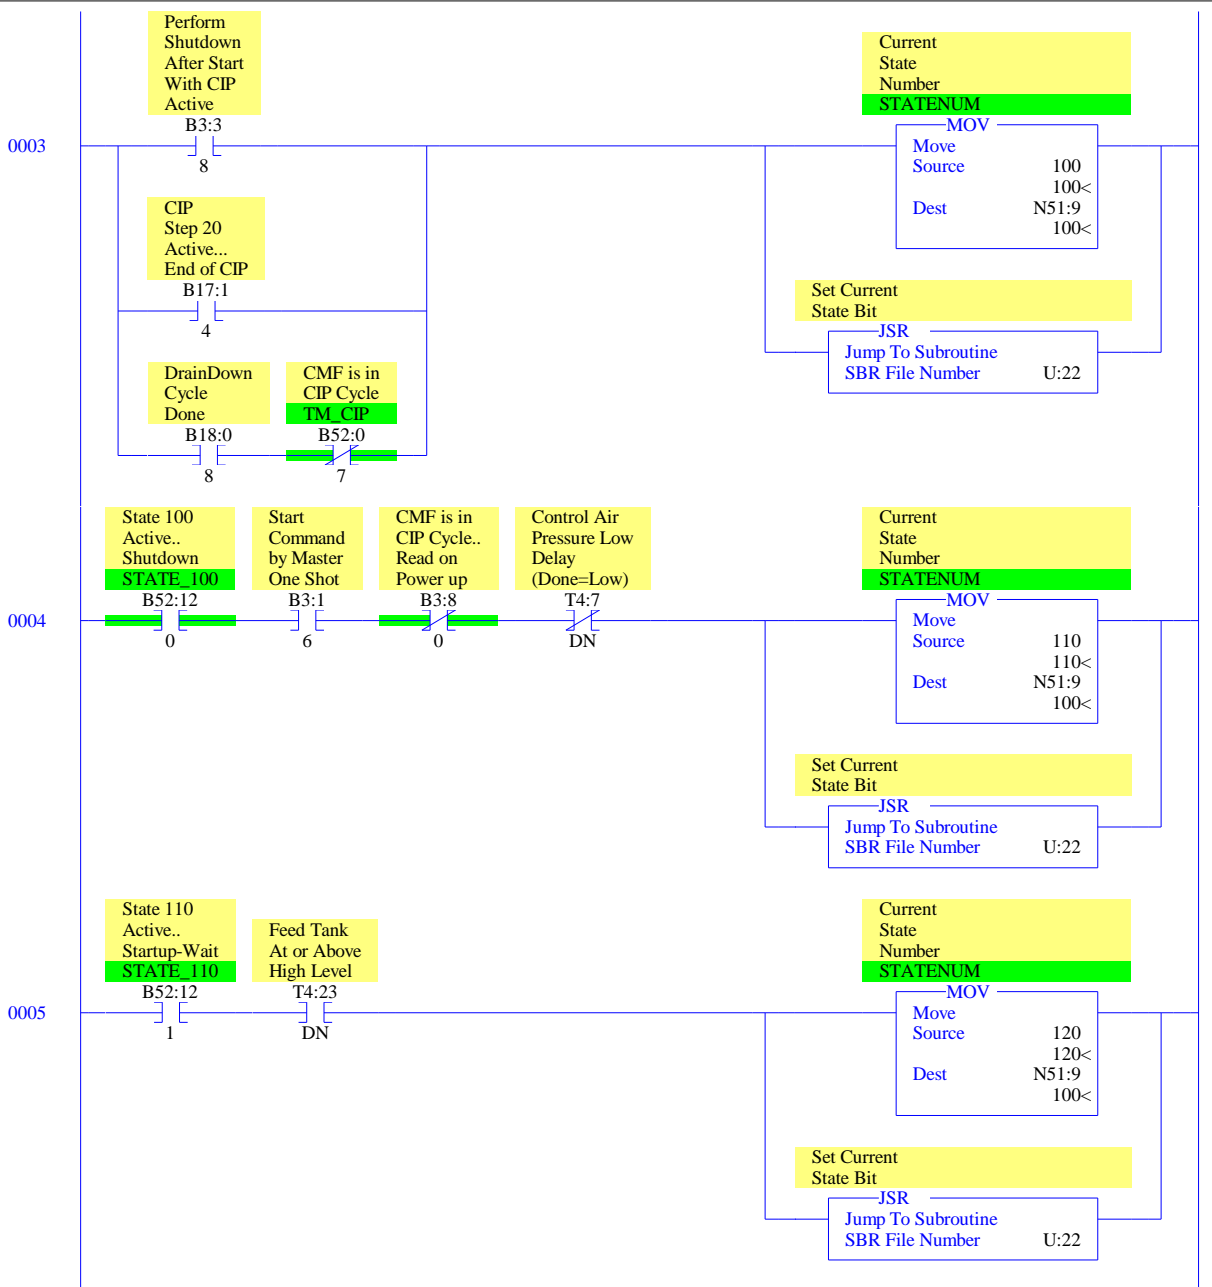 Perform
Shutdown
After Start
With CIP
Active
B3:3
8
0003
CIP
Step 20
Active...
End of CIP
B17:1
4
DrainDown
Cycle
Done
B18:0
8
CMF is in
CIP Cycle
TM_CIP
B52:0
7
Current
State
Number
STATENUM
MOV
Move
Source 100
100<
Dest N51:9
100<
Set Current
State Bit
JSR
Jump To Subroutine
SBR File Number U:22
State 100
Active..
Shutdown
STATE_100
B52:12
0
0004
Start
Command
by Master
One Shot
B3:1
6
CMF is in
CIP Cycle..
Read on
Power up
B3:8
0
Control Air
Pressure Low
Delay
(Done=Low)
T4:7
DN
Current
State
Number
STATENUM
MOV
Move
Source 110
110<
Dest N51:9
100<
Set Current
State Bit
JSR
Jump To Subroutine
SBR File Number U:22
State 110
Active..
Startup-Wait
STATE_110
B52:12
1
0005
Feed Tank
At or Above
High Level
T4:23
DN
Current
State
Number
STATENUM
MOV
Move
Source 120
120<
Dest N51:9
100<
Set Current
State Bit
JSR
Jump To Subroutine
SBR File Number U:22